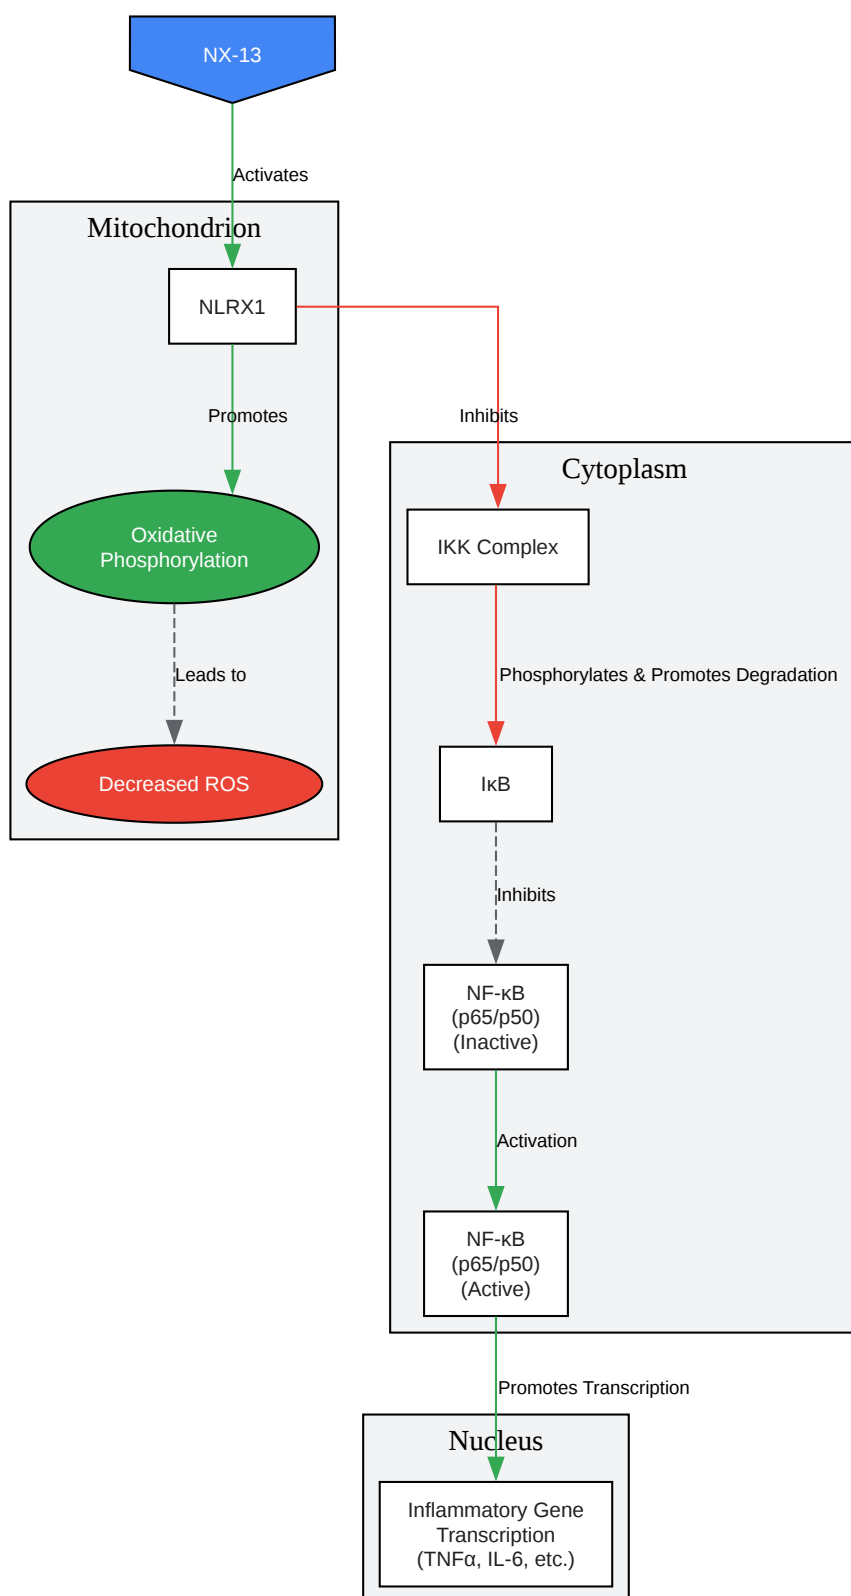 NX-13
Activates
Mitochondrion
NLRX1
Promotes
Inhibits
Cytoplasm
Oxidative
Phosphorylation
IKK Complex
Leads to
Phosphorylates & Promotes Degradation
Decreased ROS
IκB
Inhibits
NF-κB
(p65/p50)
(Inactive)
Activation
NF-κB
(p65/p50)
(Active)
Promotes Transcription
Nucleus
Inflammatory Gene
Transcription
(TNFα, IL-6, etc.)